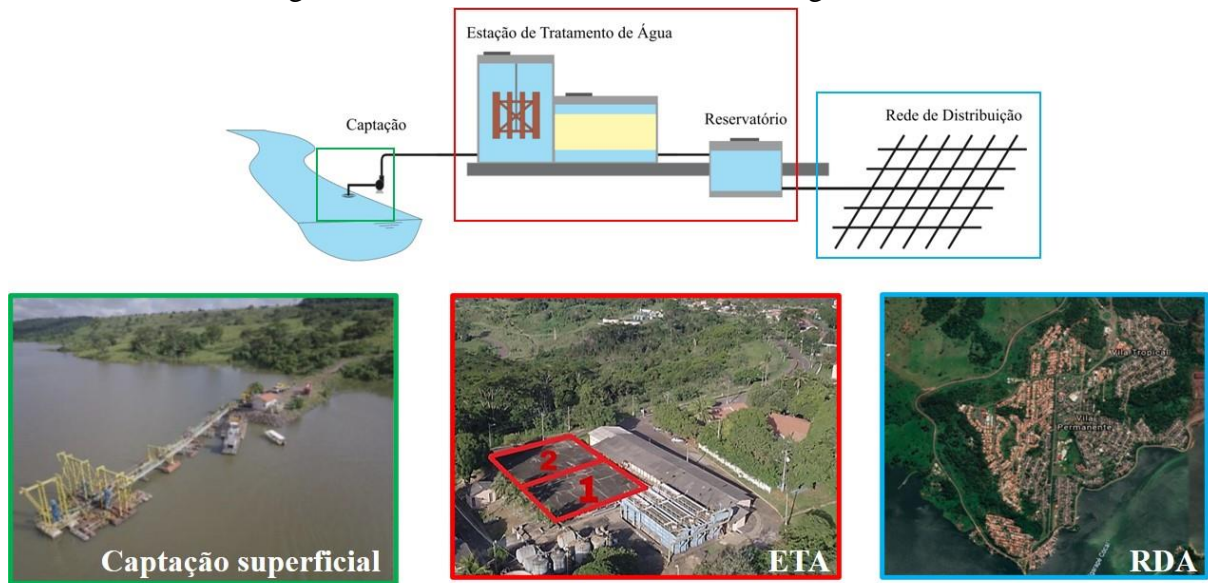 Estação de Tratamento de Água
Captação
Reservatório
Rede de Distribuição
Captação superficial
2
1
ETA
Vila Tropical
Vila
Permanente
RDA